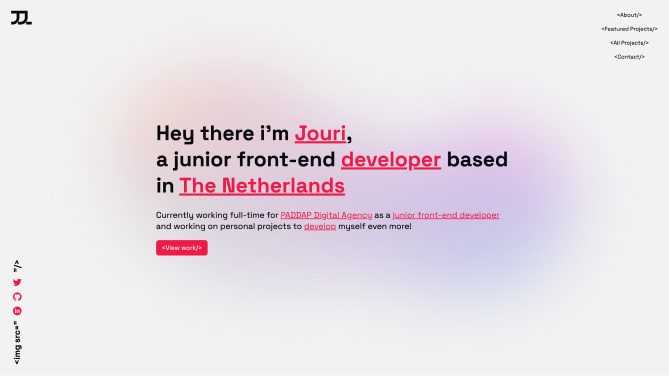 <About/>
<Featured Projects/>
<All Projects/>
<Contact/>
Hey there i'm Jouri,
a junior front-end developer based
in The Netherlands
Currently working full-time for PADDAP Digital Agency as a junior front-end developer
and working on personal projects to develop myself even more!
<View work/>
<img src="
in
"/>